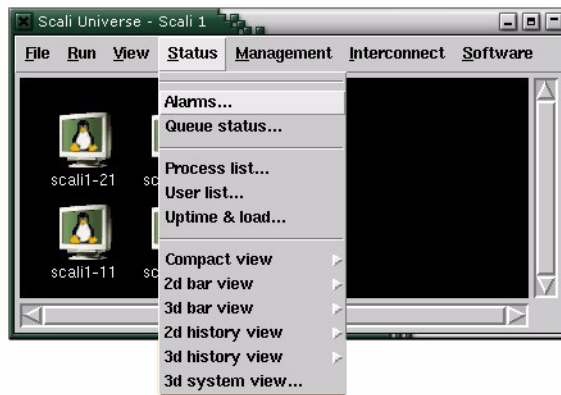 Scali Universe - Scali 1
File Run View Status Management Interconnect Software
Alarms...
Queue status...
Process list...
User list...
Uptime & load...
Compact view
2d bar view
3d bar view
2d history view
3d history view
3d system view...
scali1-21 sc
scali1-11 sc